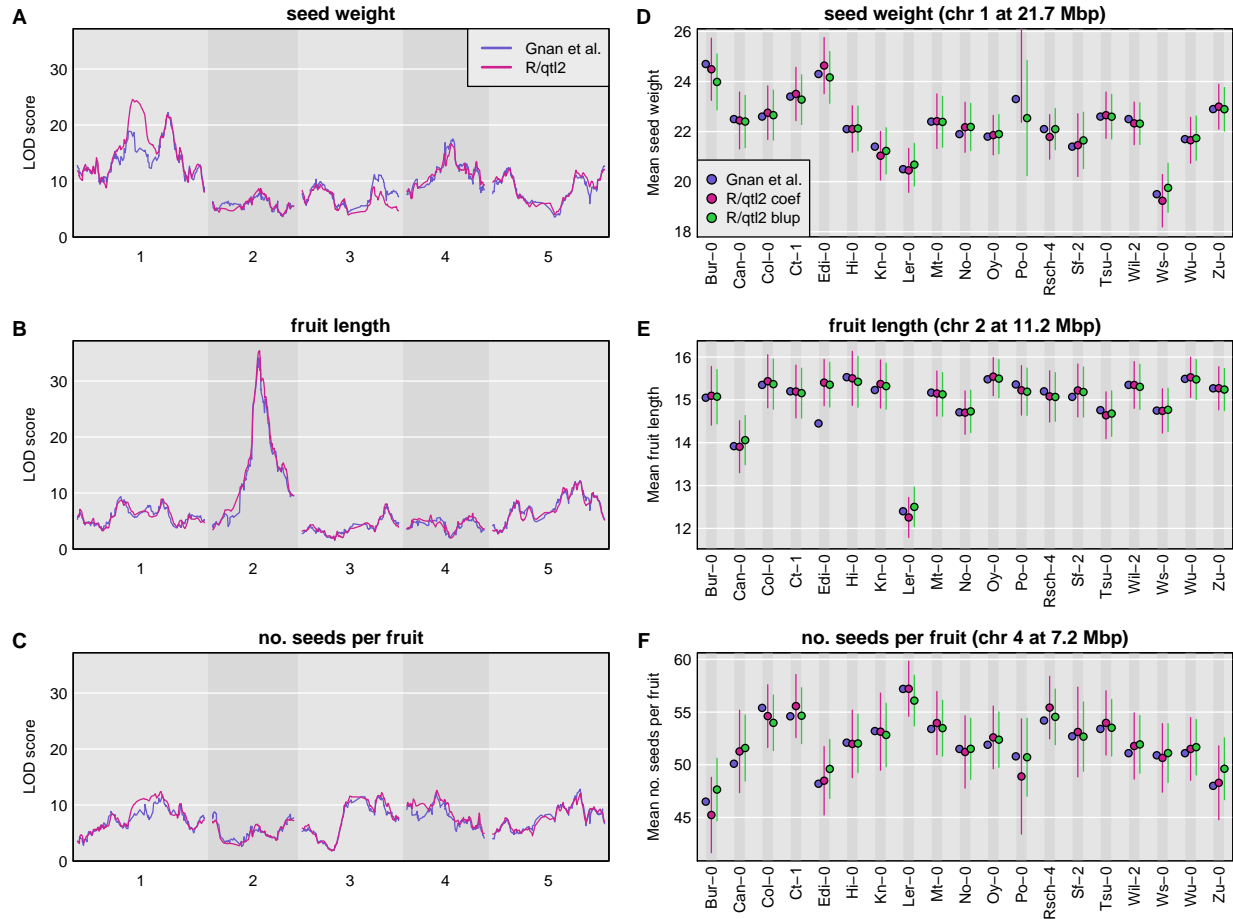 A
seed weight
LOD score
30
20
10
0
Gnan et al.
R/qtl2
1 2 3 4 5
B
fruit length
LOD score
30
20
10
0
1 2 3 4 5
C
no. seeds per fruit
LOD score
30
20
10
0
1 2 3 4 5
D
seed weight (chr 1 at 21.7 Mbp)
Mean seed weight
26
24
22
20
18
Gnan et al.
R/qtl2 coef
R/qtl2 blup
Bur−0
Can−0
Col−0
Ct−1
Edi−0
Hi−0
Kn−0
Ler−0
Mt−0
No−0
Oy−0
Po−0
Rsch−4
Sf−2
Tsu−0
Wil−2
Ws−0
Wu−0
Zu−0
E
fruit length (chr 2 at 11.2 Mbp)
Mean fruit length
16
15
14
13
12
Bur−0
Can−0
Col−0
Ct−1
Edi−0
Hi−0
Kn−0
Ler−0
Mt−0
No−0
Oy−0
Po−0
Rsch−4
Sf−2
Tsu−0
Wil−2
Ws−0
Wu−0
Zu−0
F
no. seeds per fruit (chr 4 at 7.2 Mbp)
Mean no. seeds per fruit
60
55
50
45
Bur−0
Can−0
Col−0
Ct−1
Edi−0
Hi−0
Kn−0
Ler−0
Mt−0
No−0
Oy−0
Po−0
Rsch−4
Sf−2
Tsu−0
Wil−2
Ws−0
Wu−0
Zu−0